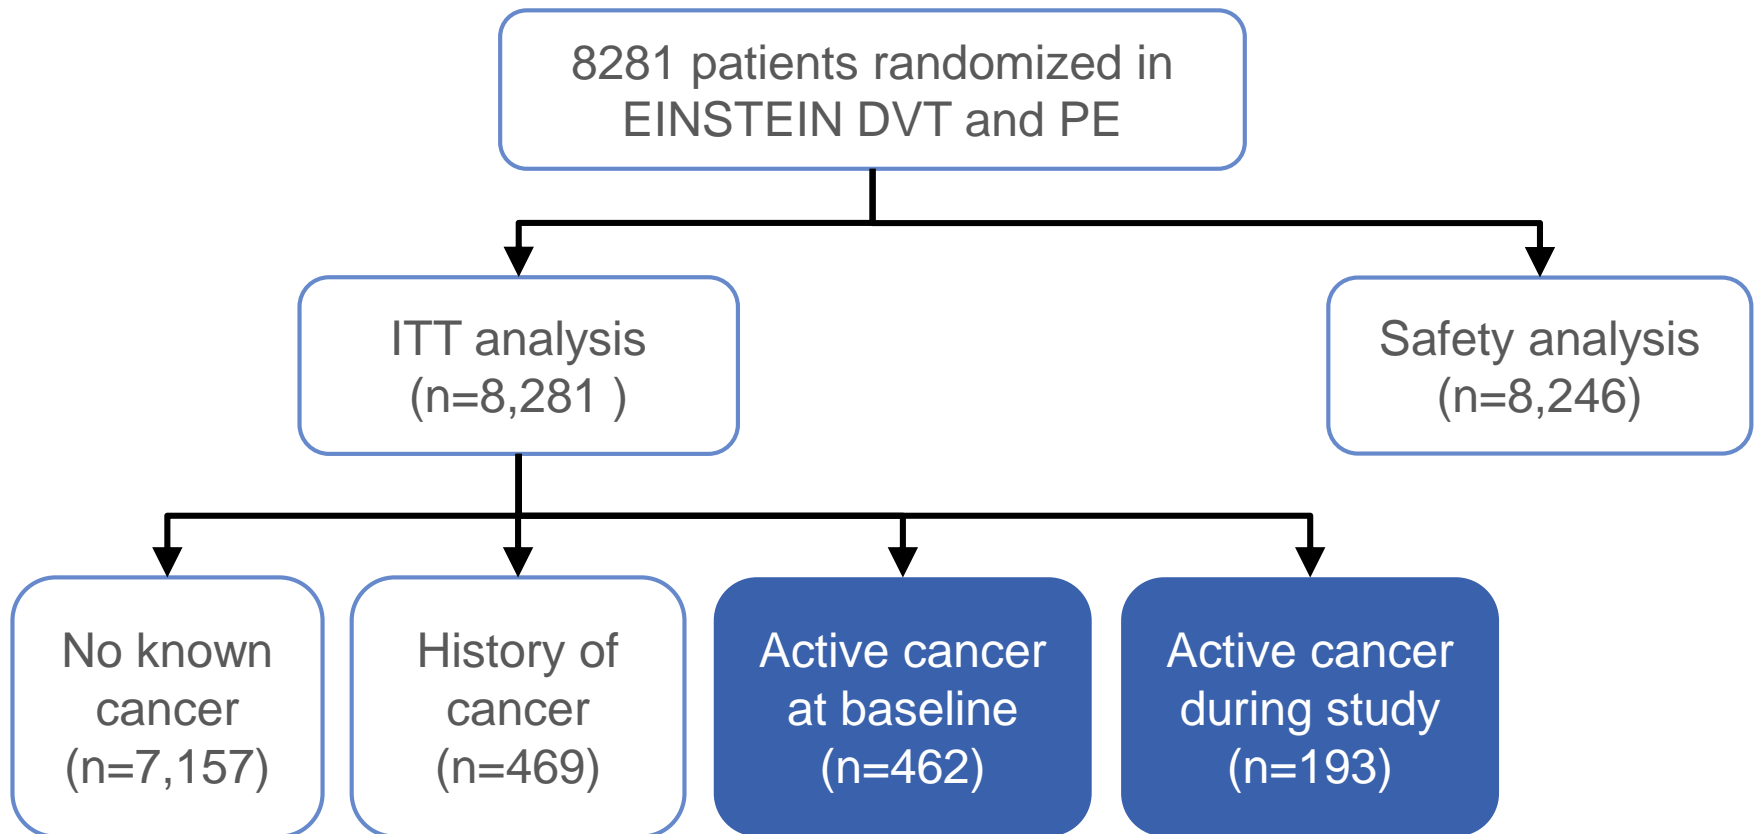 8281 patients randomized in
EINSTEIN DVT and PE
ITT analysis
(n=8,281 )
Safety analysis
(n=8,246)
No known
cancer
(n=7,157)
History of
cancer
(n=469)
Active cancer
at baseline
(n=462)
Active cancer
during study
(n=193)